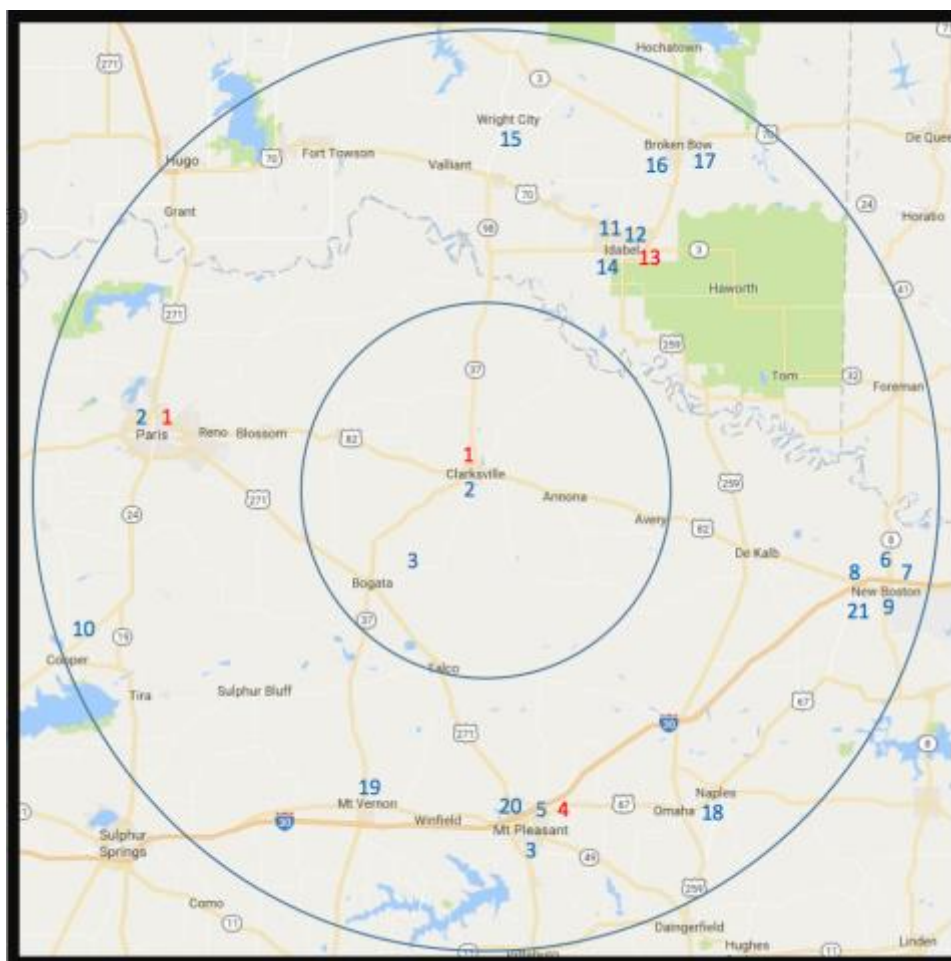 Hochatown
271
3
Wright City
15
70
De Quee
Broken Bow
16
17
Hugo
70
Fort Towson
Valliant
70
24
Grant
98
11
12
Horatio
Idabel
13
3
14
Haworth
41
271
259
37
Tom
32
Foreman
2
1
Paris
Reno
Blossom
82
1
Clarksville
2
Annona
259
271
24
Avery
82
De Kalb
8
3
6
8
7
Bogata
New Boston
37
21
9
10
19
Cooper
Talco
Tira
Sulphur Bluff
67
30
271
8
19
Mt Vernon
Naples
20
5
4
67
Omaha
18
30
Winfield
Mt Pleasant
Sulphur
Springs
3
49
259
Como
11
Daingerfield
Linden
11
Hughes
11